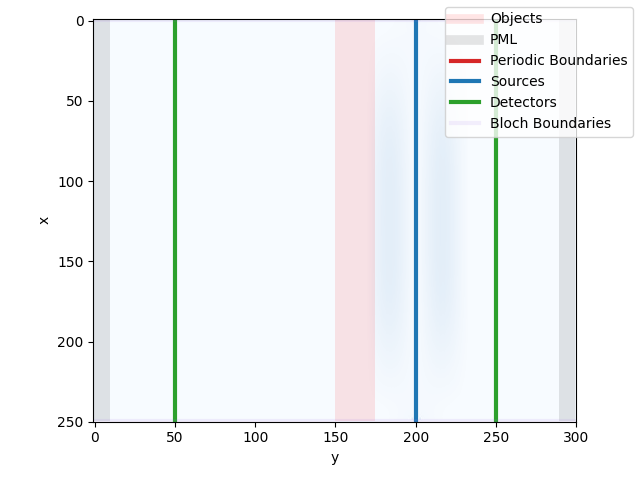 Objects
PML
Periodic Boundaries
Sources
Detectors
Bloch Boundaries
0
50
100
150
200
250
x
0 50 100 150 200 250 300
y